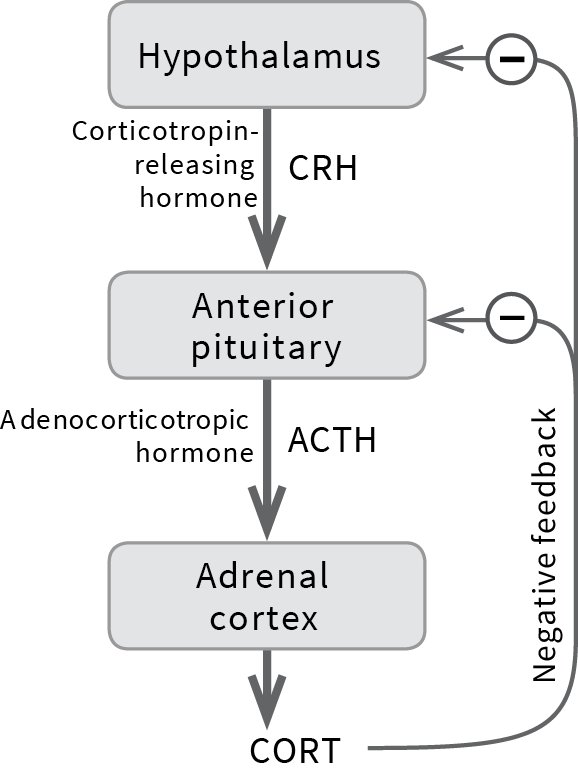 Hypothalamus
Corticotropin-
releasing
hormone
CRH
Anterior
pituitary
Adenocorticotropic
hormone
ACTH
Adrenal
cortex
CORT
Negative feedback
−
−